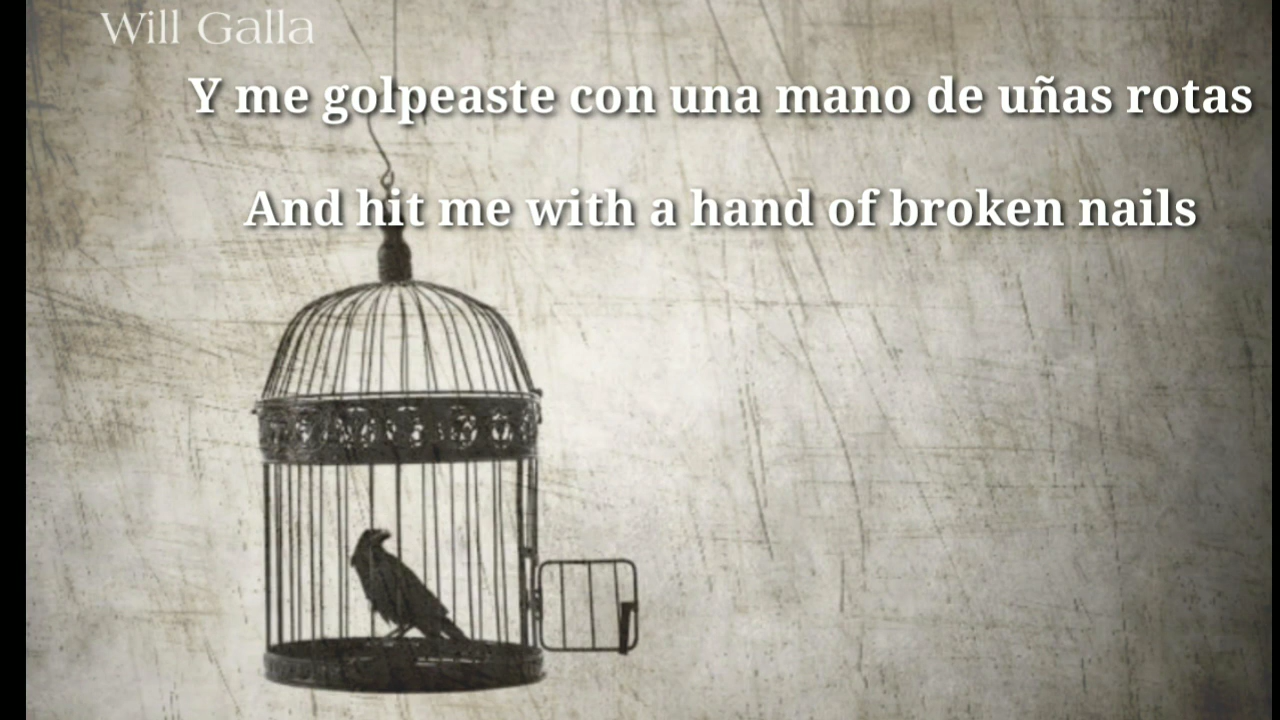 Will Galla
Y me golpeaste con una mano de uñas rotas
And hit me with a hand of broken nails